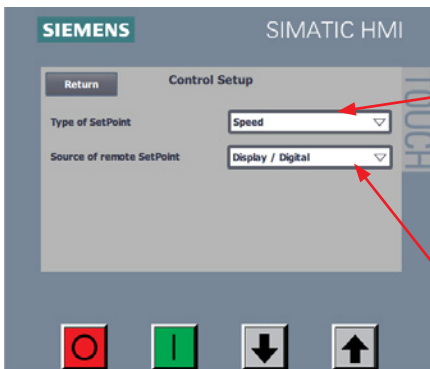 SIEMENS SIMATIC HMI
Return Control Setup
Type of SetPoint Speed
Source of remote SetPoint Display / Digital
TOUCH